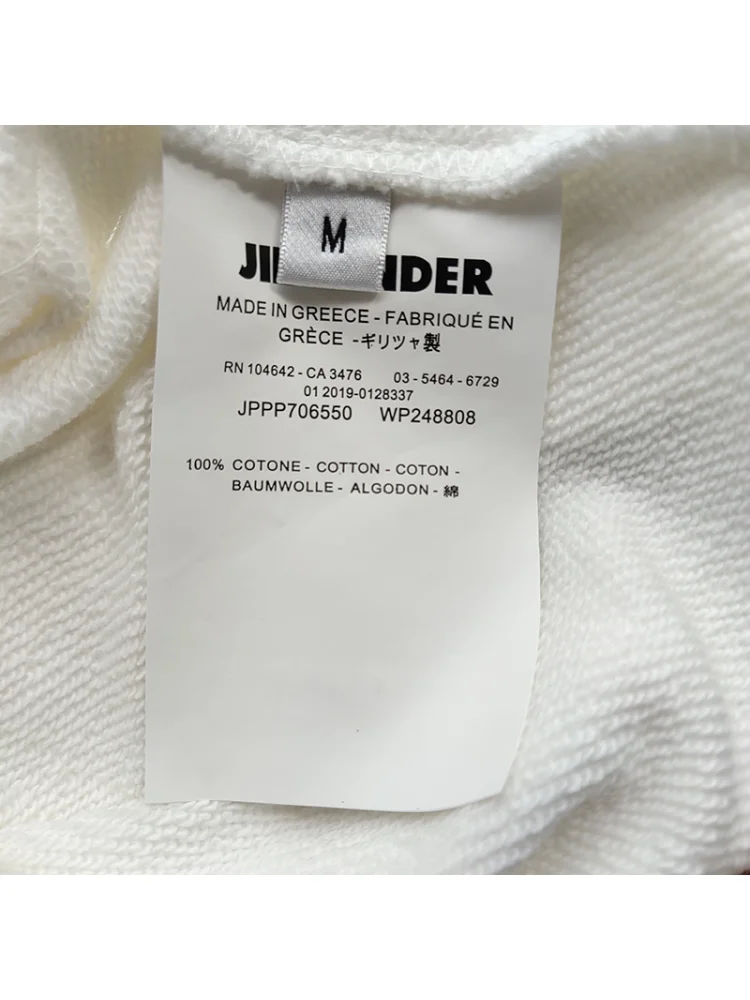 M
JI NDER
MADE IN GREECE - FABRIQUÉ EN
GRÈCE -ギリツャ製
RN 104642 - CA 3476 03 - 5464 - 6729
01 2019-0128337
JPPP706550 WP248808
100% COTONE - COTTON - COTON -
BAUMWOLLE - ALGODON - 綿